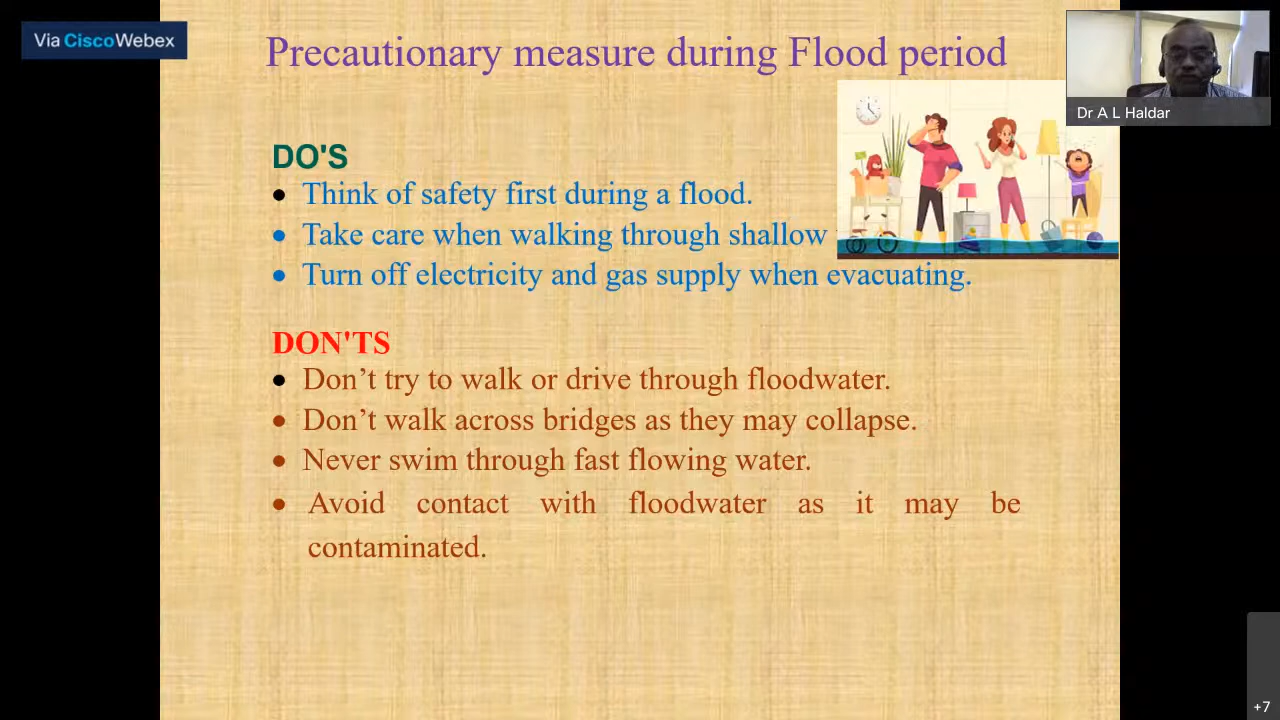 Via CiscoWebex
Precautionary measure during Flood period
Dr A L Haldar
DO'S
• Think of safety first during a flood.
• Take care when walking through shallow
• Turn off electricity and gas supply when evacuating.
DON'TS
• Don’t try to walk or drive through floodwater.
• Don’t walk across bridges as they may collapse.
• Never swim through fast flowing water.
• Avoid contact with floodwater as it may be
contaminated.
+7